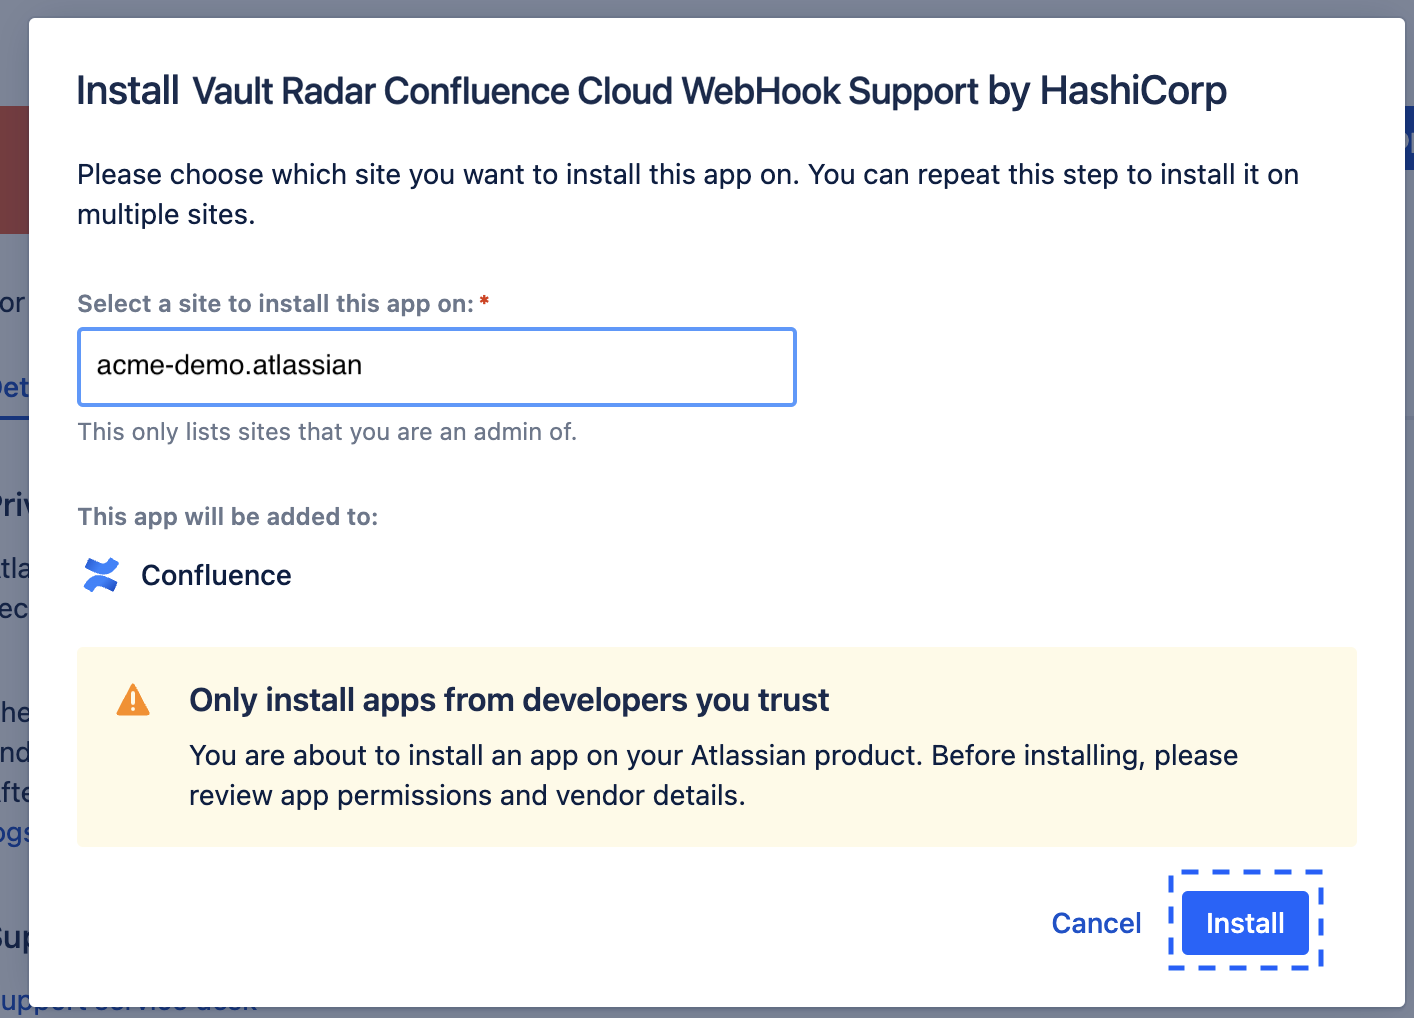 Install Vault Radar Confluence Cloud WebHook Support by HashiCorp
Please choose which site you want to install this app on. You can repeat this step to install it on
multiple sites.
or
Select a site to install this app on: *
acme-demo.atlassian
This only lists sites that you are an admin of.
This app will be added to:
Confluence
Only install apps from developers you trust
You are about to install an app on your Atlassian product. Before installing, please
review app permissions and vendor details.
Cancel
Install